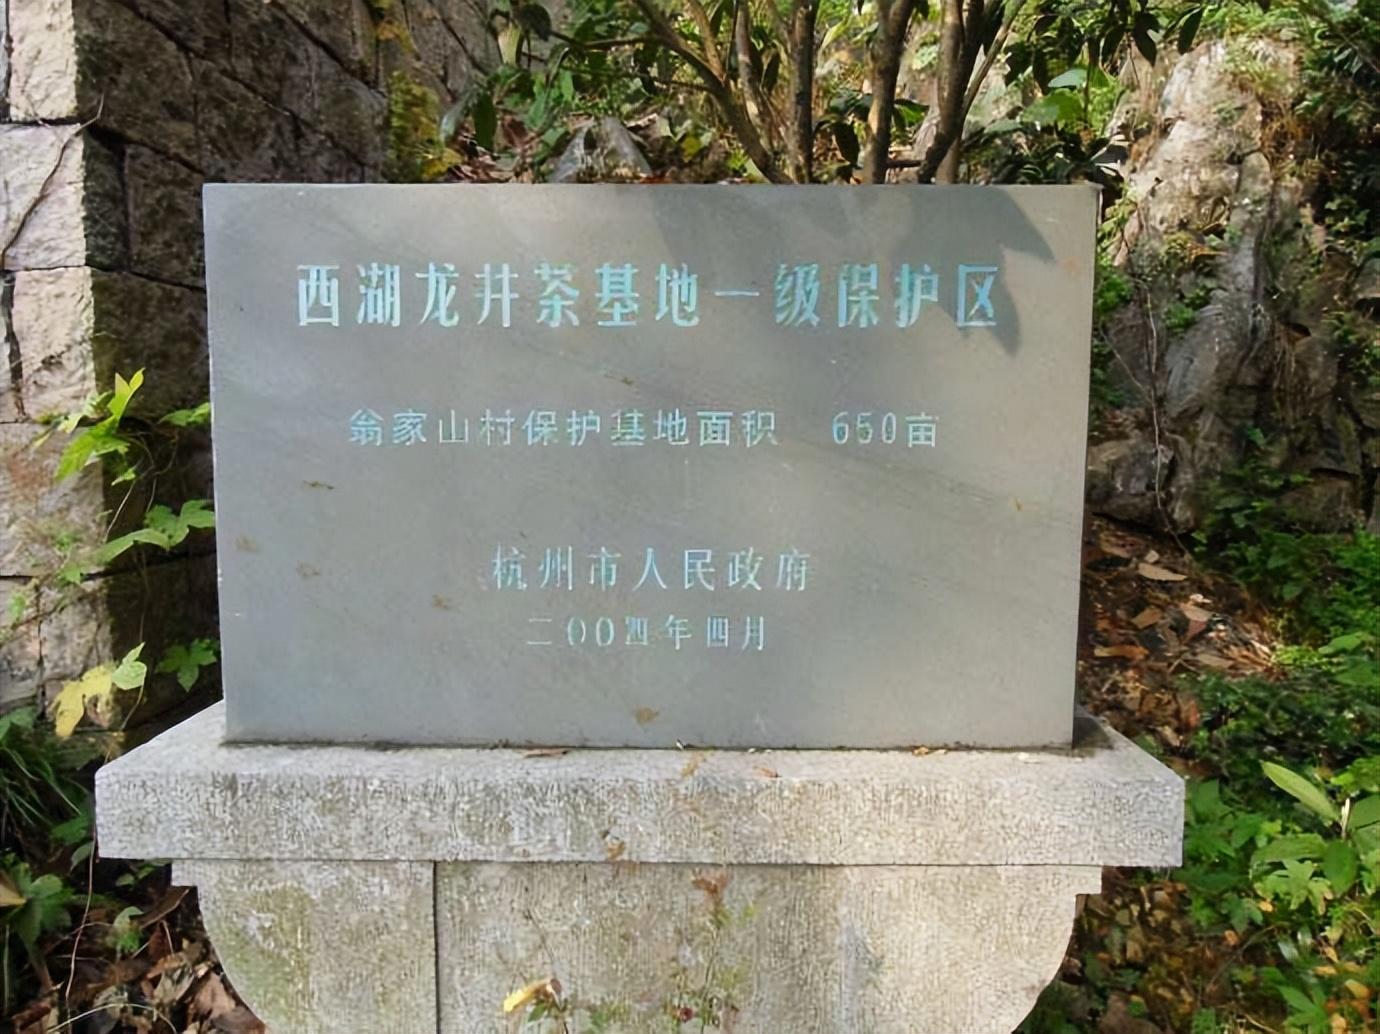 西湖龙井茶基地一级保护区
翁家山村保护基地面积 660亩
杭州市人民政府
二00四年四月